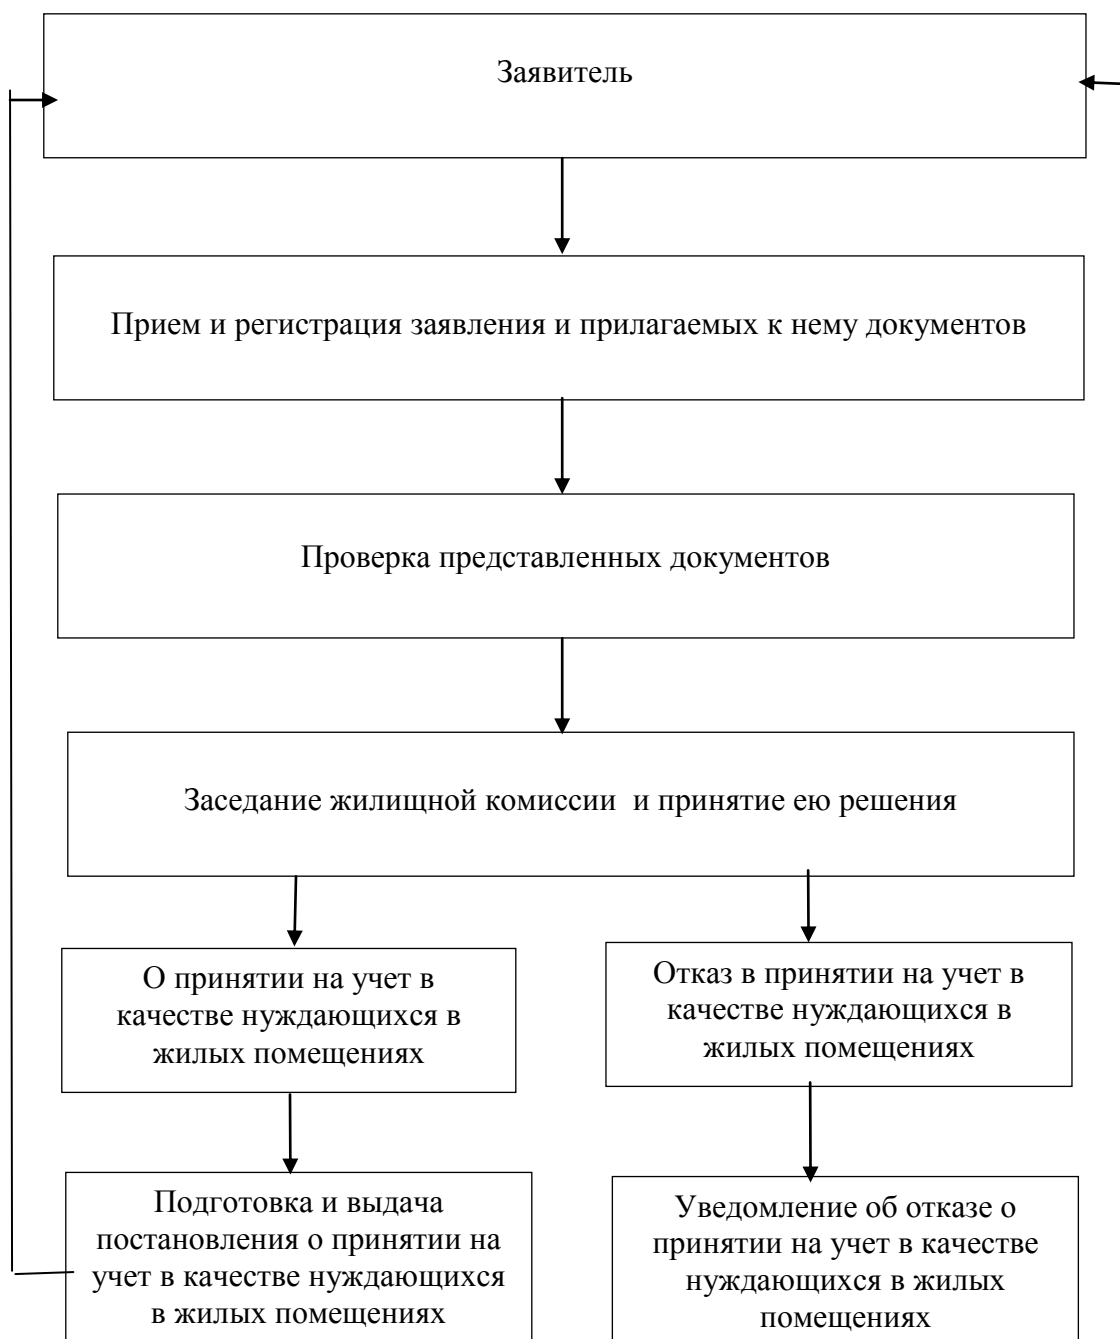 Заявитель
Прием и регистрация заявления и прилагаемых к нему документов
Проверка представленных документов
Заседание жилищной комиссии  и принятие ею решения
О принятии на учет в
качестве нуждающихся в
жилых помещениях
Отказ в принятии на учет в
качестве нуждающихся в
жилых помещениях
Подготовка и выдача
постановления о принятии на
учет в качестве нуждающихся
в жилых помещениях
Уведомление об отказе о
принятии на учет в качестве
нуждающихся в жилых
помещениях